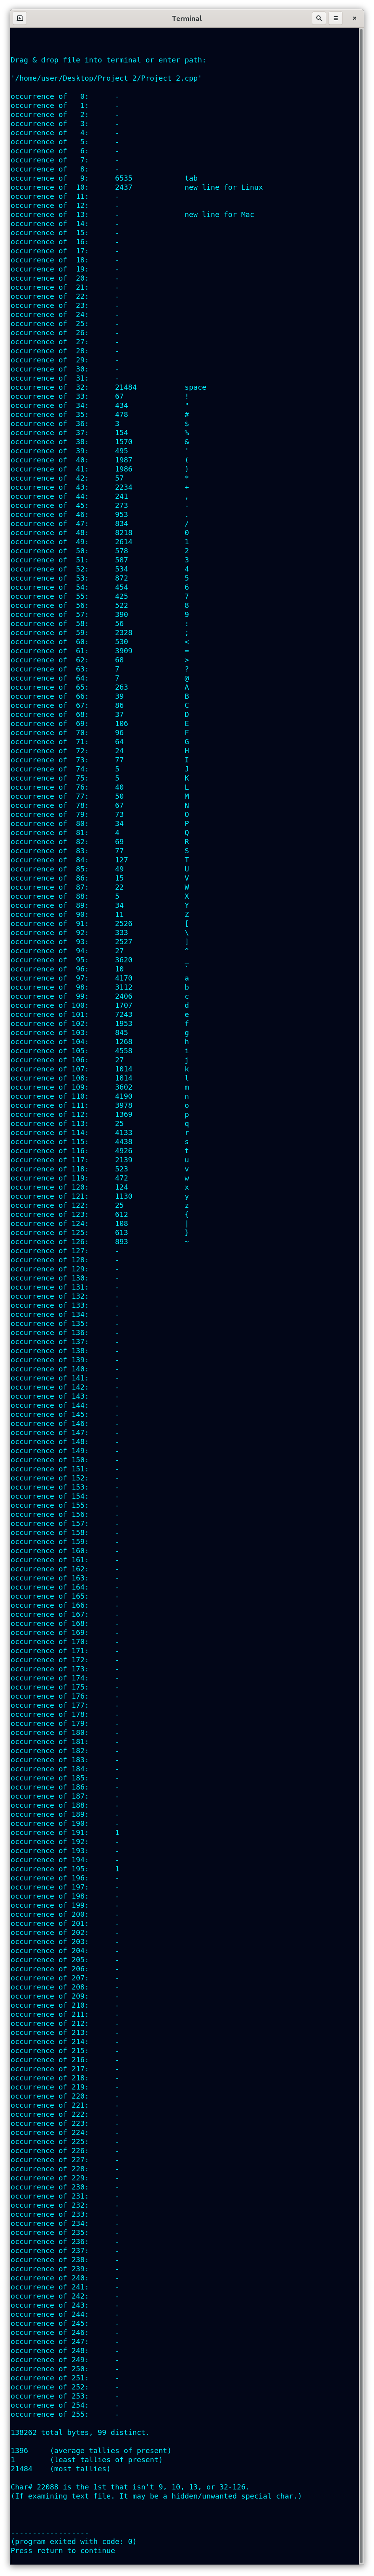 Terminal
Drag & drop file into terminal or enter path:
'/home/user/Desktop/Project_2/Project_2.cpp'
occurrence of   0:      -
occurrence of   1:      -
occurrence of   2:      -
occurrence of   3:      -
occurrence of   4:      -
occurrence of   5:      -
occurrence of   6:      -
occurrence of   7:      -
occurrence of   8:      -
occurrence of   9:      6535            tab
occurrence of  10:      2437            new line for Linux
occurrence of  11:      -
occurrence of  12:      -
occurrence of  13:      -               new line for Mac
occurrence of  14:      -
occurrence of  15:      -
occurrence of  16:      -
occurrence of  17:      -
occurrence of  18:      -
occurrence of  19:      -
occurrence of  20:      -
occurrence of  21:      -
occurrence of  22:      -
occurrence of  23:      -
occurrence of  24:      -
occurrence of  25:      -
occurrence of  26:      -
occurrence of  27:      -
occurrence of  28:      -
occurrence of  29:      -
occurrence of  30:      -
occurrence of  31:      -
occurrence of  32:      21484           space
occurrence of  33:      67              !
occurrence of  34:      434             "
occurrence of  35:      478             #
occurrence of  36:      3               $
occurrence of  37:      154             %
occurrence of  38:      1570            &
occurrence of  39:      495             '
occurrence of  40:      1987            (
occurrence of  41:      1986            )
occurrence of  42:      57              *
occurrence of  43:      2234            +
occurrence of  44:      241             ,
occurrence of  45:      273             -
occurrence of  46:      953             .
occurrence of  47:      834             /
occurrence of  48:      8218            0
occurrence of  49:      2614            1
occurrence of  50:      578             2
occurrence of  51:      587             3
occurrence of  52:      534             4
occurrence of  53:      872             5
occurrence of  54:      454             6
occurrence of  55:      425             7
occurrence of  56:      522             8
occurrence of  57:      390             9
occurrence of  58:      56              :
occurrence of  59:      2328            ;
occurrence of  60:      530             <
occurrence of  61:      3909            =
occurrence of  62:      68              >
occurrence of  63:      7               ?
occurrence of  64:      7               @
occurrence of  65:      263             A
occurrence of  66:      39              B
occurrence of  67:      86              C
occurrence of  68:      37              D
occurrence of  69:      106             E
occurrence of  70:      96              F
occurrence of  71:      64              G
occurrence of  72:      24              H
occurrence of  73:      77              I
occurrence of  74:      5               J
occurrence of  75:      5               K
occurrence of  76:      40              L
occurrence of  77:      50              M
occurrence of  78:      67              N
occurrence of  79:      73              O
occurrence of  80:      34              P
occurrence of  81:      4               Q
occurrence of  82:      69              R
occurrence of  83:      77              S
occurrence of  84:      127             T
occurrence of  85:      49              U
occurrence of  86:      15              V
occurrence of  87:      22              W
occurrence of  88:      5               X
occurrence of  89:      34              Y
occurrence of  90:      11              Z
occurrence of  91:      2526            [
occurrence of  92:      333             \
occurrence of  93:      2527            ]
occurrence of  94:      27              ^
occurrence of  95:      3620            _
occurrence of  96:      10              `
occurrence of  97:      4170            a
occurrence of  98:      3112            b
occurrence of  99:      2406            c
occurrence of 100:      1707            d
occurrence of 101:      7243            e
occurrence of 102:      1953            f
occurrence of 103:      845             g
occurrence of 104:      1268            h
occurrence of 105:      4558            i
occurrence of 106:      27              j
occurrence of 107:      1014            k
occurrence of 108:      1814            l
occurrence of 109:      3602            m
occurrence of 110:      4190            n
occurrence of 111:      3978            o
occurrence of 112:      1369            p
occurrence of 113:      25              q
occurrence of 114:      4133            r
occurrence of 115:      4438            s
occurrence of 116:      4926            t
occurrence of 117:      2139            u
occurrence of 118:      523             v
occurrence of 119:      472             w
occurrence of 120:      124             x
occurrence of 121:      1130            y
occurrence of 122:      25              z
occurrence of 123:      612             {
occurrence of 124:      108             |
occurrence of 125:      613             }
occurrence of 126:      893             ~
occurrence of 127:      -
occurrence of 128:      -
occurrence of 129:      -
occurrence of 130:      -
occurrence of 131:      -
occurrence of 132:      -
occurrence of 133:      -
occurrence of 134:      -
occurrence of 135:      -
occurrence of 136:      -
occurrence of 137:      -
occurrence of 138:      -
occurrence of 139:      -
occurrence of 140:      -
occurrence of 141:      -
occurrence of 142:      -
occurrence of 143:      -
occurrence of 144:      -
occurrence of 145:      -
occurrence of 146:      -
occurrence of 147:      -
occurrence of 148:      -
occurrence of 149:      -
occurrence of 150:      -
occurrence of 151:      -
occurrence of 152:      -
occurrence of 153:      -
occurrence of 154:      -
occurrence of 155:      -
occurrence of 156:      -
occurrence of 157:      -
occurrence of 158:      -
occurrence of 159:      -
occurrence of 160:      -
occurrence of 161:      -
occurrence of 162:      -
occurrence of 163:      -
occurrence of 164:      -
occurrence of 165:      -
occurrence of 166:      -
occurrence of 167:      -
occurrence of 168:      -
occurrence of 169:      -
occurrence of 170:      -
occurrence of 171:      -
occurrence of 172:      -
occurrence of 173:      -
occurrence of 174:      -
occurrence of 175:      -
occurrence of 176:      -
occurrence of 177:      -
occurrence of 178:      -
occurrence of 179:      -
occurrence of 180:      -
occurrence of 181:      -
occurrence of 182:      -
occurrence of 183:      -
occurrence of 184:      -
occurrence of 185:      -
occurrence of 186:      -
occurrence of 187:      -
occurrence of 188:      -
occurrence of 189:      -
occurrence of 190:      -
occurrence of 191:      1
occurrence of 192:      -
occurrence of 193:      -
occurrence of 194:      -
occurrence of 195:      1
occurrence of 196:      -
occurrence of 197:      -
occurrence of 198:      -
occurrence of 199:      -
occurrence of 200:      -
occurrence of 201:      -
occurrence of 202:      -
occurrence of 203:      -
occurrence of 204:      -
occurrence of 205:      -
occurrence of 206:      -
occurrence of 207:      -
occurrence of 208:      -
occurrence of 209:      -
occurrence of 210:      -
occurrence of 211:      -
occurrence of 212:      -
occurrence of 213:      -
occurrence of 214:      -
occurrence of 215:      -
occurrence of 216:      -
occurrence of 217:      -
occurrence of 218:      -
occurrence of 219:      -
occurrence of 220:      -
occurrence of 221:      -
occurrence of 222:      -
occurrence of 223:      -
occurrence of 224:      -
occurrence of 225:      -
occurrence of 226:      -
occurrence of 227:      -
occurrence of 228:      -
occurrence of 229:      -
occurrence of 230:      -
occurrence of 231:      -
occurrence of 232:      -
occurrence of 233:      -
occurrence of 234:      -
occurrence of 235:      -
occurrence of 236:      -
occurrence of 237:      -
occurrence of 238:      -
occurrence of 239:      -
occurrence of 240:      -
occurrence of 241:      -
occurrence of 242:      -
occurrence of 243:      -
occurrence of 244:      -
occurrence of 245:      -
occurrence of 246:      -
occurrence of 247:      -
occurrence of 248:      -
occurrence of 249:      -
occurrence of 250:      -
occurrence of 251:      -
occurrence of 252:      -
occurrence of 253:      -
occurrence of 254:      -
occurrence of 255:      -
138262 total bytes, 99 distinct.
1396     (average tallies of present)
1        (least tallies of present)
21484    (most tallies)
Char# 22088 is the 1st that isn't 9, 10, 13, or 32-126.
(If examining text file. It may be a hidden/unwanted special char.)
------------------
(program exited with code: 0)
Press return to continue